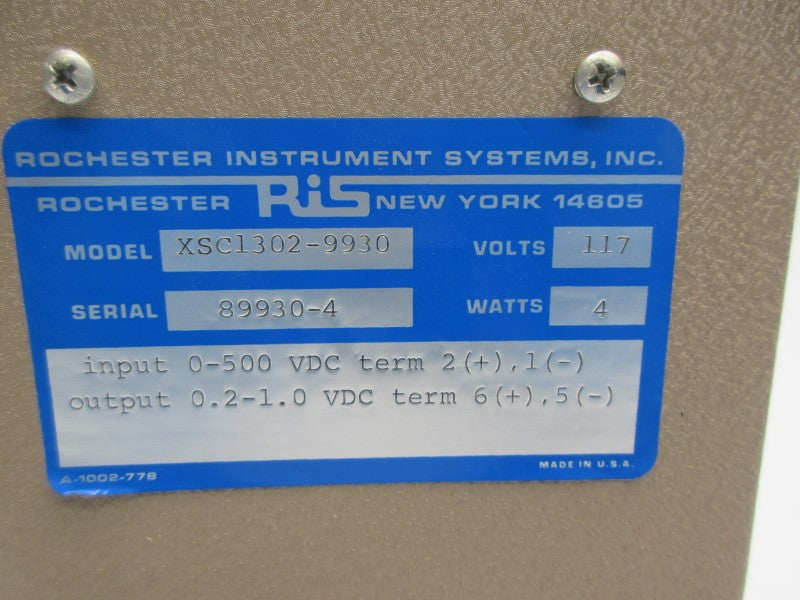 ROCHESTER INSTRUMENT SYSTEMS, INC.
ROCHESTER RiS NEW YORK 14605
MODEL XSC1302-9930 VOLTS 117
SERIAL 89930-4 WATTS 4
input 0-500 VDC term 2(+),1(-)
output 0.2-1.0 VDC term 6(+),5(-)
A-1002-778 MADE IN U.S.A.